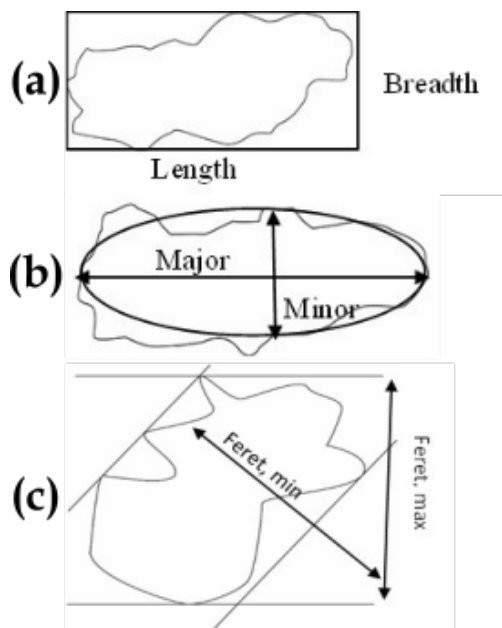 (a)
Breadth
Length
(b)
Major
Minor
(c)
Feret, min
Feret, max